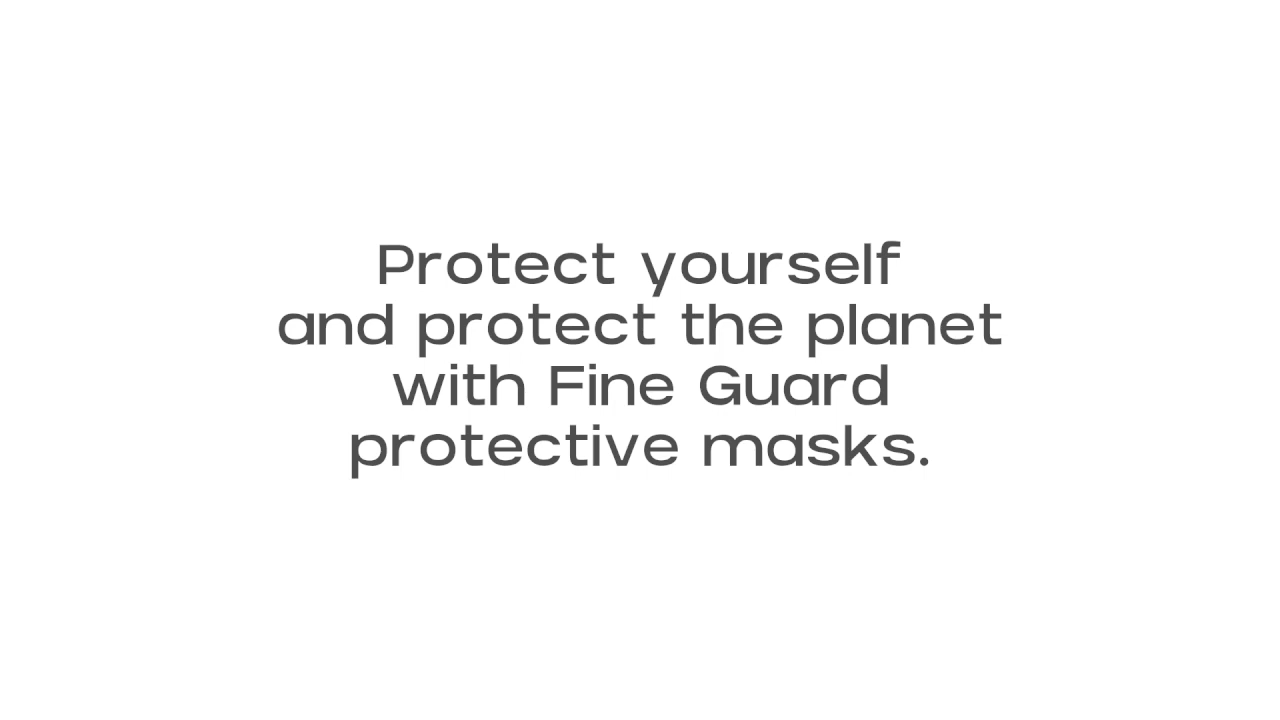 Protect yourself
and protect the planet
with Fine Guard
protective masks.